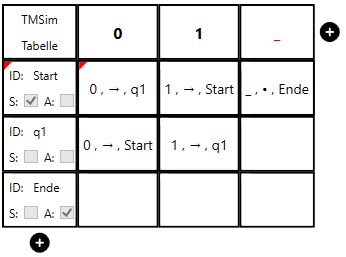 TMSim
Tabelle
0
1
_
ID: Start
S: A:
0 , → , q1
1 , → , Start
_ , • , Ende
ID: q1
S: A:
0 , → , Start
1 , → , q1
ID: Ende
S: A: